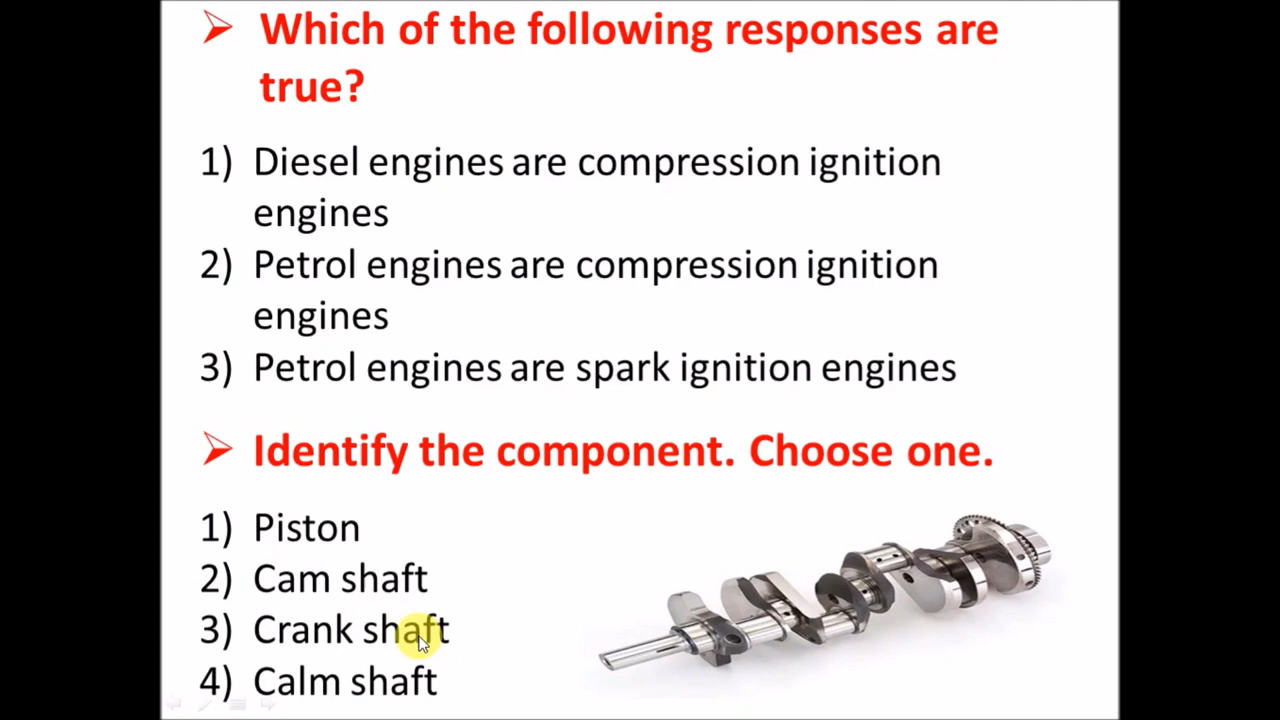 Which of the following responses are
true?
1) Diesel engines are compression ignition
engines
2) Petrol engines are compression ignition
engines
3) Petrol engines are spark ignition engines
Identify the component. Choose one.
1) Piston
2) Cam shaft
3) Crank shaft
4) Calm shaft